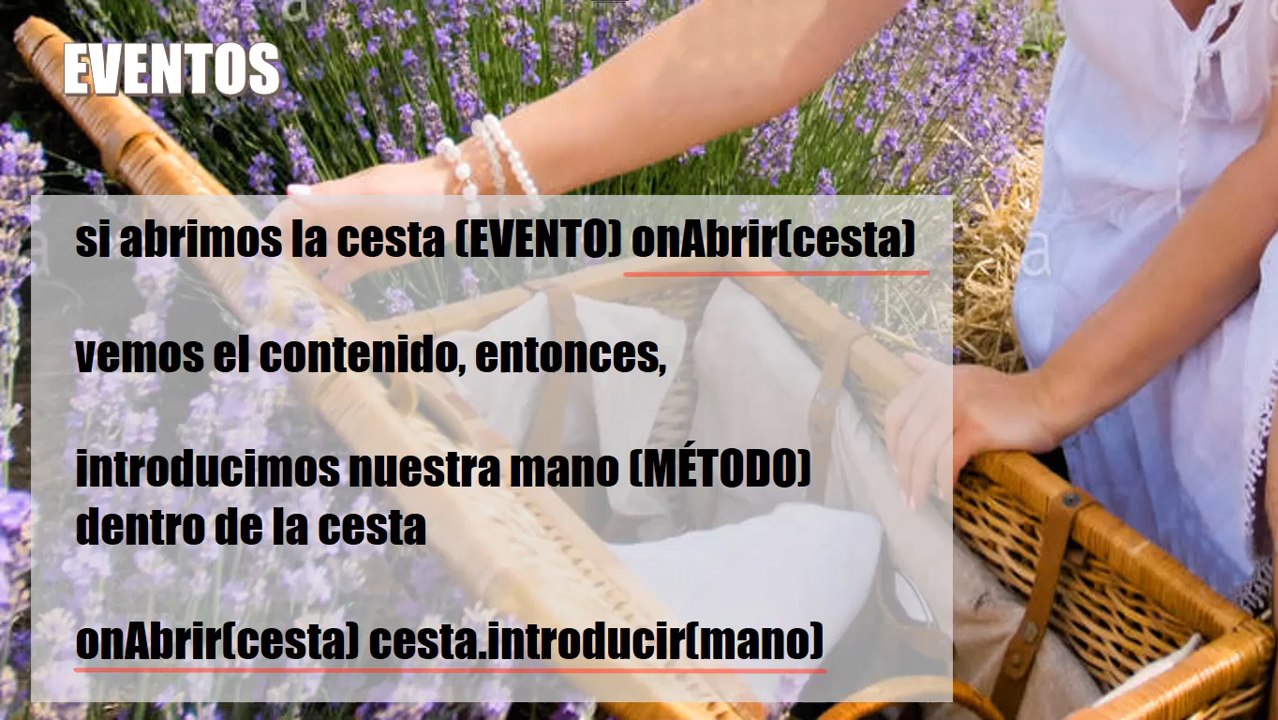 EVENTOS
si abrimos la cesta (EVENTO) onAbrir(cesta)
vemos el contenido, entonces,
introducimos nuestra mano (MÉTODO)
dentro de la cesta
onAbrir(cesta) cesta.introducir(mano)